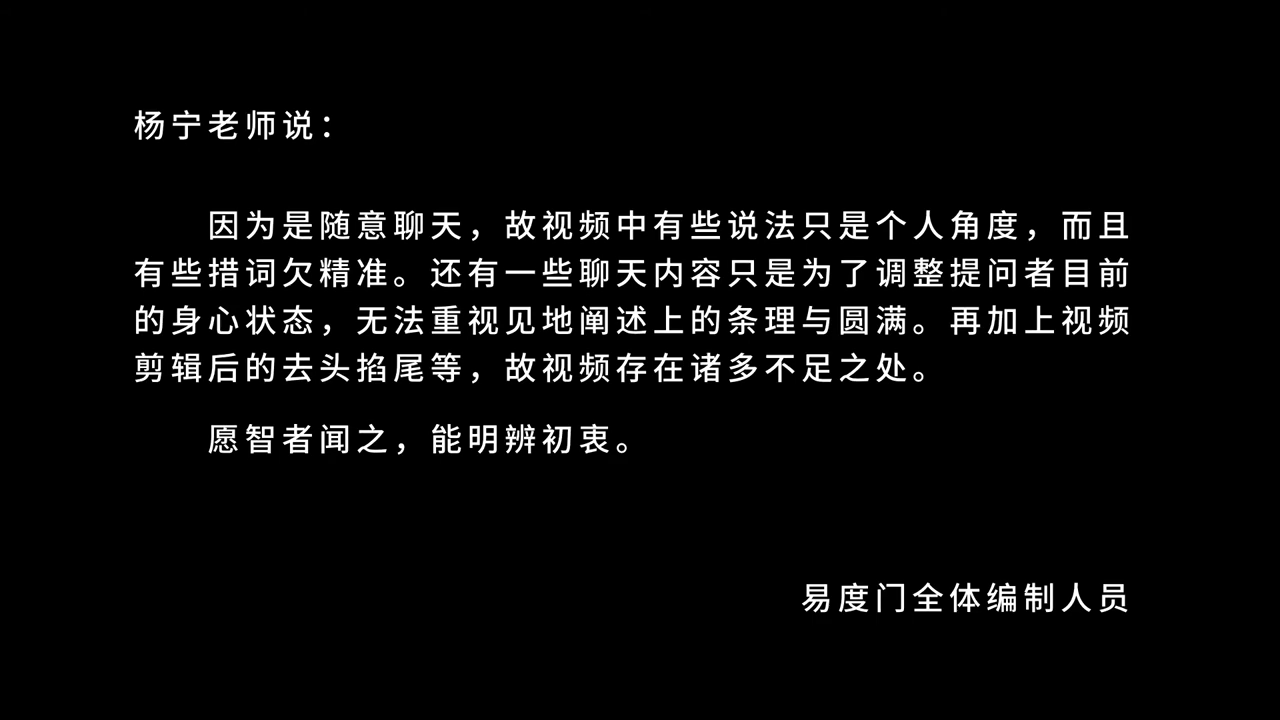 杨宁老师说：
因为是随意聊天，故视频中有些说法只是个人角度，而且
有些措词欠精准。还有一些聊天内容只是为了调整提问者目前
的身心状态，无法重视见地阐述上的条理与圆满。再加上视频
剪辑后的去头掐尾等，故视频存在诸多不足之处。
愿智者闻之，能明辨初衷。
易度门全体编制人员